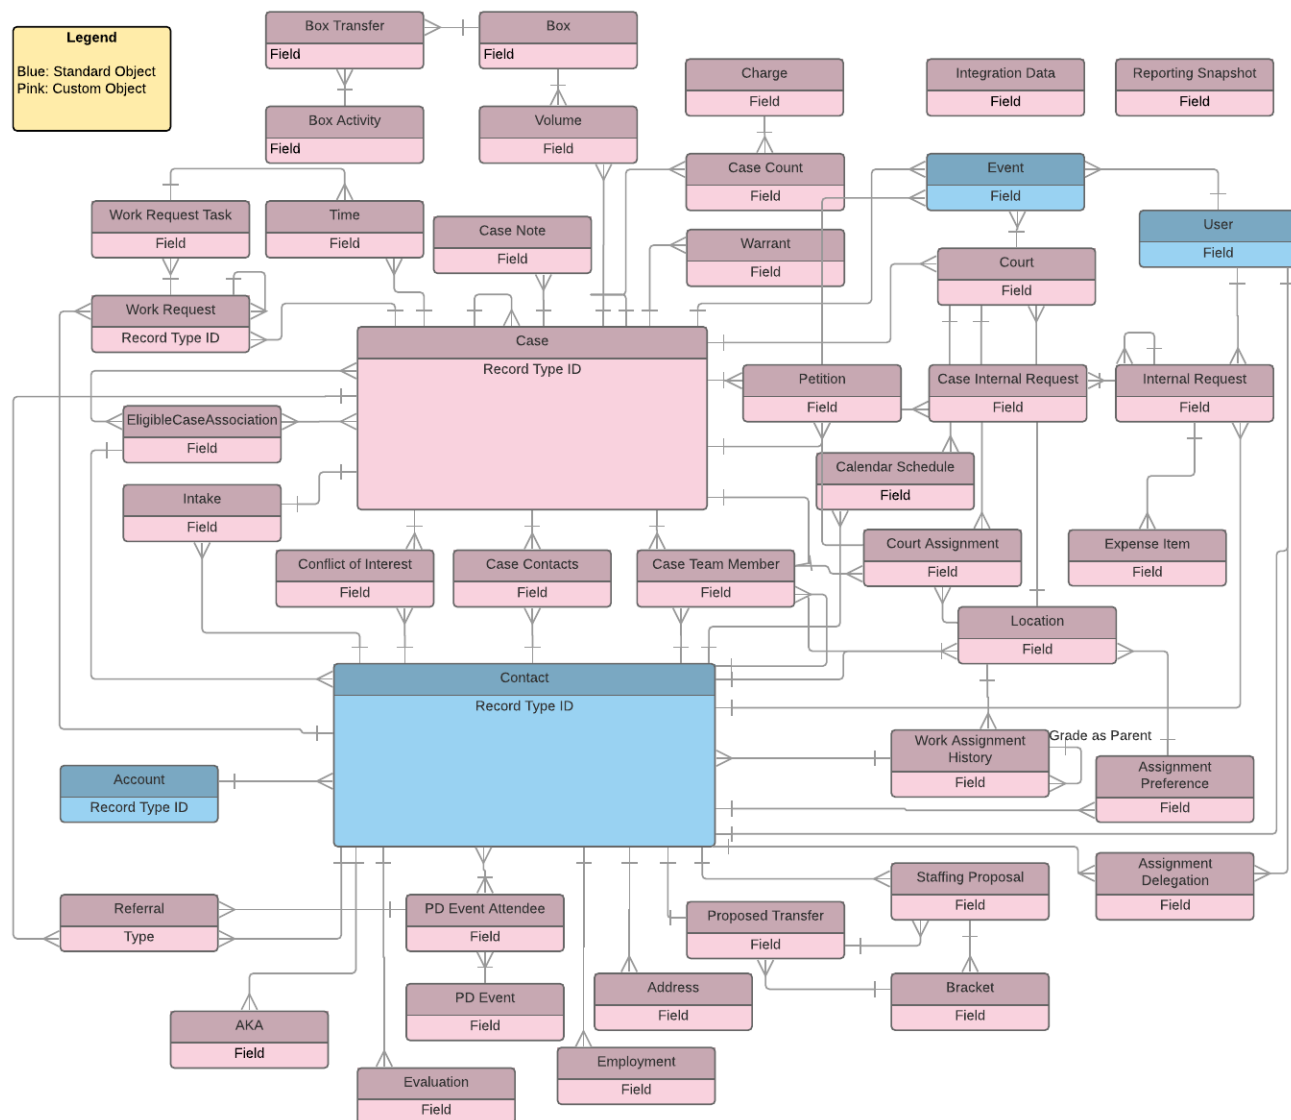 Legend
Blue: Standard Object
Pink: Custom Object
Box Transfer
Field
Box
Field
Box Activity
Field
Volume
Field
Charge
Field
Integration Data
Field
Reporting Snapshot
Field
Case Count
Field
Event
Field
Work Request Task
Field
Time
Field
Case Note
Field
Warrant
Field
Court
Field
User
Field
Work Request
Record Type ID
Case
Record Type ID
Petition
Field
Case Internal Request
Field
Internal Request
Field
EligibleCaseAssociation
Field
Calendar Schedule
Field
Intake
Field
Conflict of Interest
Field
Case Contacts
Field
Case Team Member
Field
Court Assignment
Field
Expense Item
Field
Location
Field
Contact
Record Type ID
Work Assignment
History
Field
Grade as Parent
Assignment
Preference
Field
Account
Record Type ID
Assignment
Delegation
Field
Staffing Proposal
Field
Referral
Type
PD Event Attendee
Field
Proposed Transfer
Field
PD Event
Field
Address
Field
Bracket
Field
AKA
Field
Employment
Field
Evaluation
Field